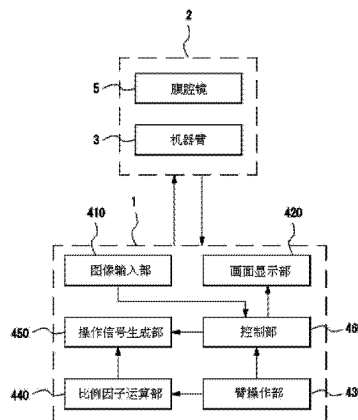 2
5 腹腔镜
3 机器臂
410 1 420
图像输入部 画面显示部
450 操作信号生成部 控制部 46
440 比例因子运算部 臂操作部 43